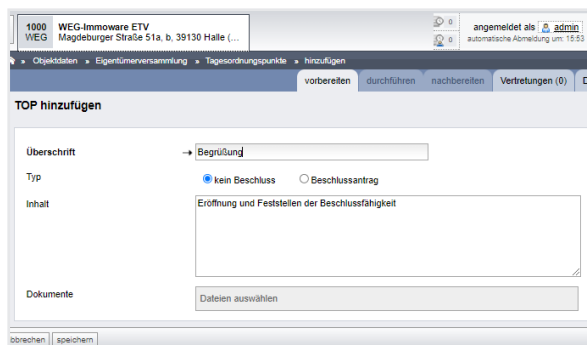 1000 WEG-Immoware ETV
WEG Magdeburger Straße 51a, b, 39130 Halle (...
0
0
angemeldet als admin
automatische Abmeldung um: 15:53
» Objektdaten » Eigentümerversammlung » Tagesordnungspunkte » hinzufügen
vorbereiten durchführen nachbereiten Vertretungen (0) D
TOP hinzufügen
Überschrift → Begrüßung
Typ kein Beschluss Beschlussantrag
Inhalt Eröffnung und Feststellen der Beschlussfähigkeit
Dokumente Dateien auswählen
bbrechen speichern